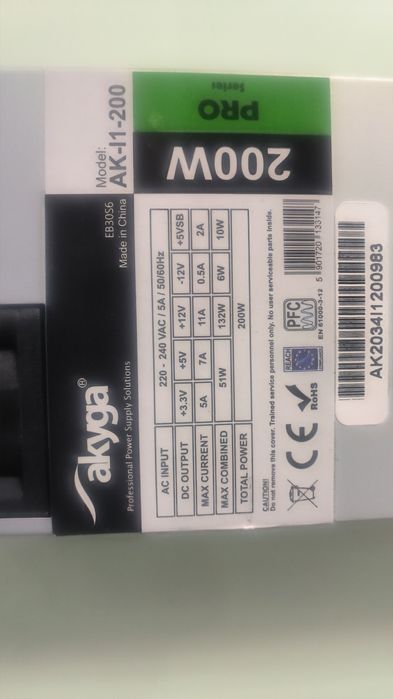 akyga®
Professional Power Supply Solutions
Model:
AK-I1-200
EB30S6
Made in China
200W
PRO
Series
AC INPUT 220 - 240 VAC / 5A / 50/60Hz
DC OUTPUT +3.3V +5V +12V -12V +5VSB
MAX CURRENT 5A 7A 11A 0.5A 2A
MAX COMBINED 51W 132W 6W 10W
TOTAL POWER 200W
CAUTION!
Do not remove this cover. Trained service personnel only. No user serviceable parts inside.
CE
RoHS
REACH
PFC
EN 61000-3-12
5 901720 133147
AK2034I1200983